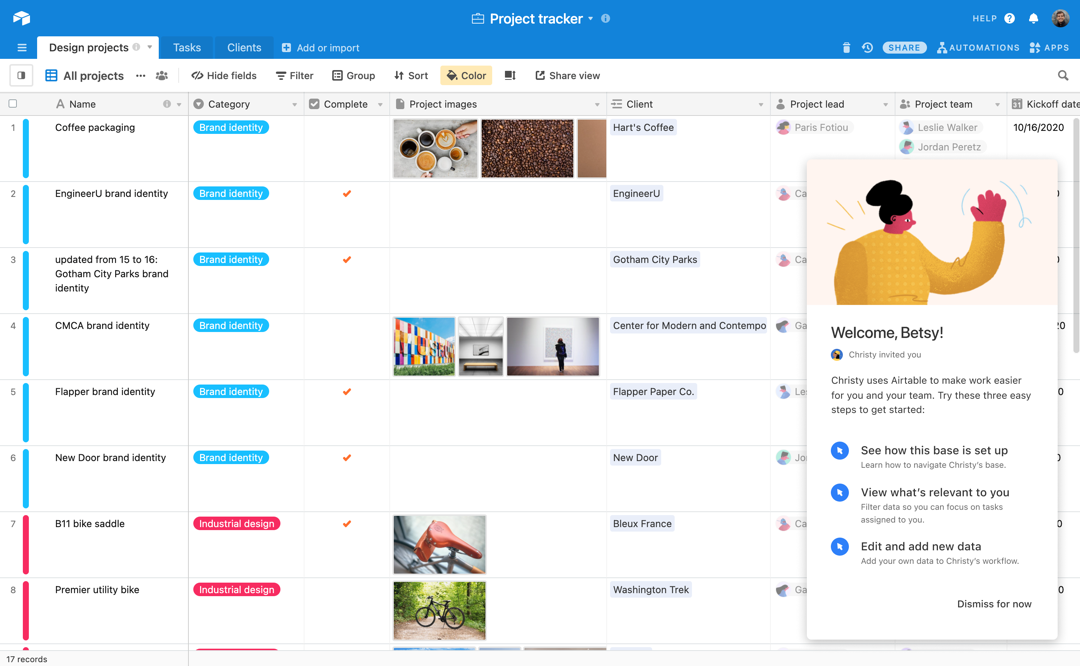 Project tracker
HELP
Design projects
Tasks
Clients
Add or import
SHARE
AUTOMATIONS
APPS
All projects
Hide fields
Filter
Group
Sort
Color
Share view
Name
Category
Complete
Project images
Client
Project lead
Project team
Kickoff date
1
Coffee packaging
Brand identity
Hart's Coffee
Paris Fotiou
Leslie Walker
Jordan Peretz
10/16/2020
2
EngineerU brand identity
Brand identity
EngineerU
Ca
3
updated from 15 to 16:
Gotham City Parks brand
identity
Brand identity
Gotham City Parks
Ca
4
CMCA brand identity
Brand identity
Center for Modern and Contempo
Ga
20
5
Flapper brand identity
Brand identity
Flapper Paper Co.
Les
0
6
New Door brand identity
Brand identity
New Door
Jo
7
B11 bike saddle
Industrial design
Bleux France
Ca
0
8
Premier utility bike
Industrial design
Washington Trek
Ga
0
Welcome, Betsy!
Christy invited you
Christy uses Airtable to make work easier
for you and your team. Try these three easy
steps to get started:
See how this base is set up
Learn how to navigate Christy's base.
View what's relevant to you
Filter data so you can focus on tasks
assigned to you.
Edit and add new data
Add your own data to Christy's workflow.
Dismiss for now
17 records